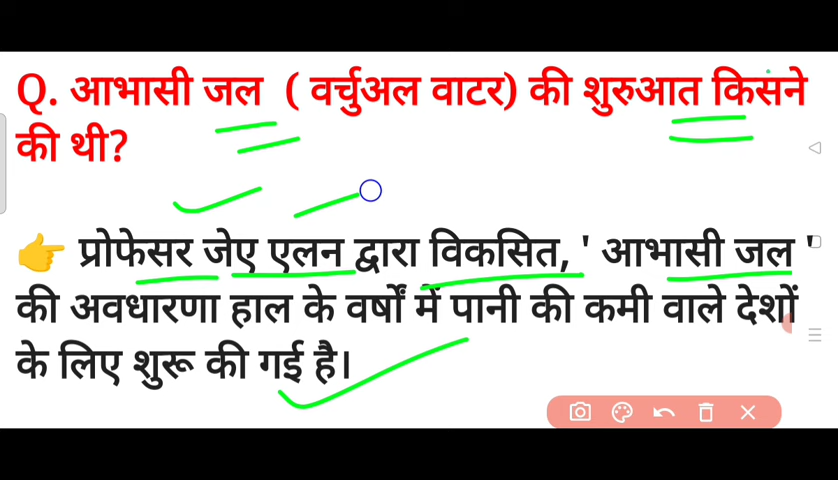 Q. आभासी जल ( वर्चुअल वाटर) की शुरुआत किसने
की थी?
👉 प्रोफेसर जेए एलन द्वारा विकसित, ' आभासी जल '
की अवधारणा हाल के वर्षों में पानी की कमी वाले देशों
के लिए शुरू की गई है।